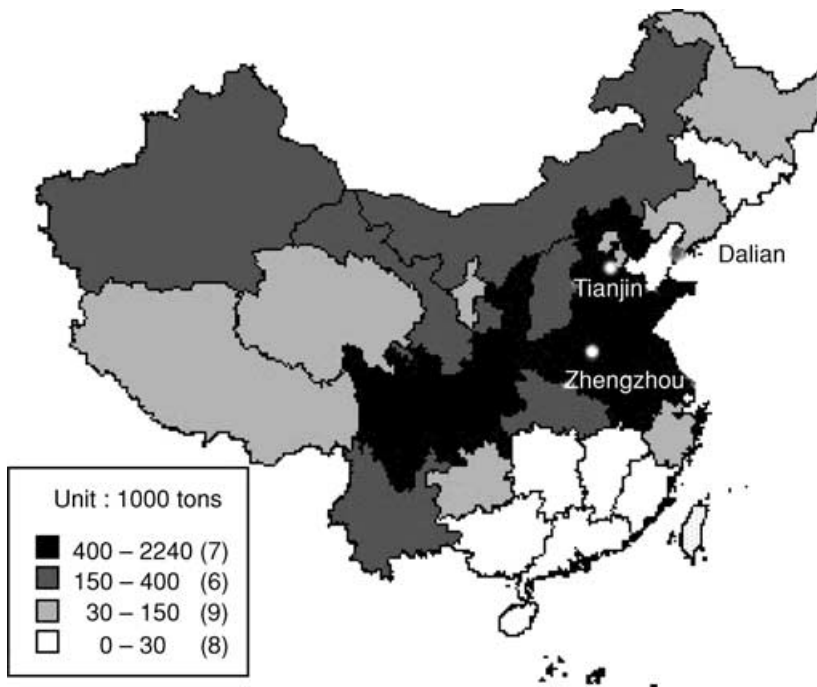 Dalian
Tianjin
Zhengzhou
Unit : 1000 tons
400 – 2240 (7)
150 – 400 (6)
30 – 150 (9)
0 – 30 (8)